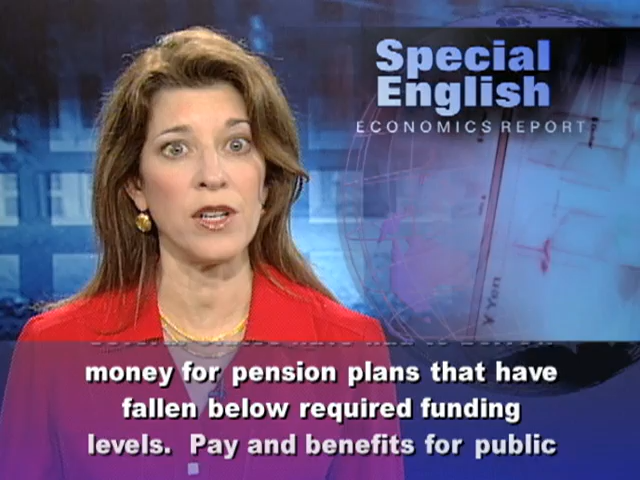 Special
English
ECONOMICS REPORT
¥ Yen
money for pension plans that have
fallen below required funding
levels. Pay and benefits for public